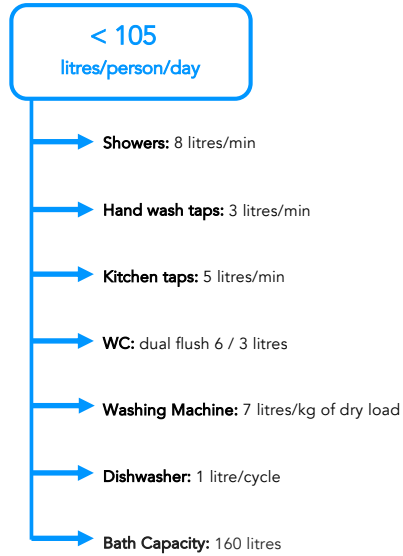 < 105
litres/person/day
Showers: 8 litres/min
Hand wash taps: 3 litres/min
Kitchen taps: 5 litres/min
WC: dual flush 6 / 3 litres
Washing Machine: 7 litres/kg of dry load
Dishwasher: 1 litre/cycle
Bath Capacity: 160 litres